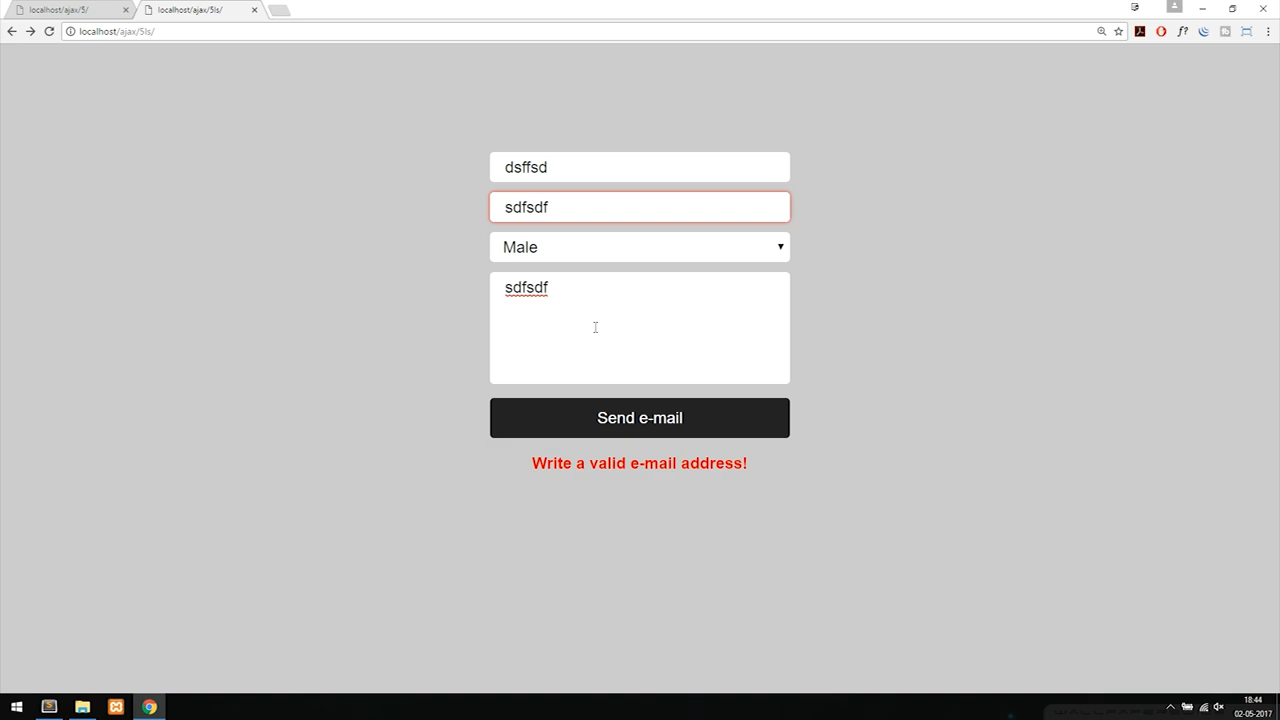 localhost/ajax/5/
localhost/ajax/5ls/
localhost/ajax/5ls/
f?
dsffsd
sdfsdf
Male
sdfsdf
Send e-mail
Write a valid e-mail address!
18:44
02-05-2017